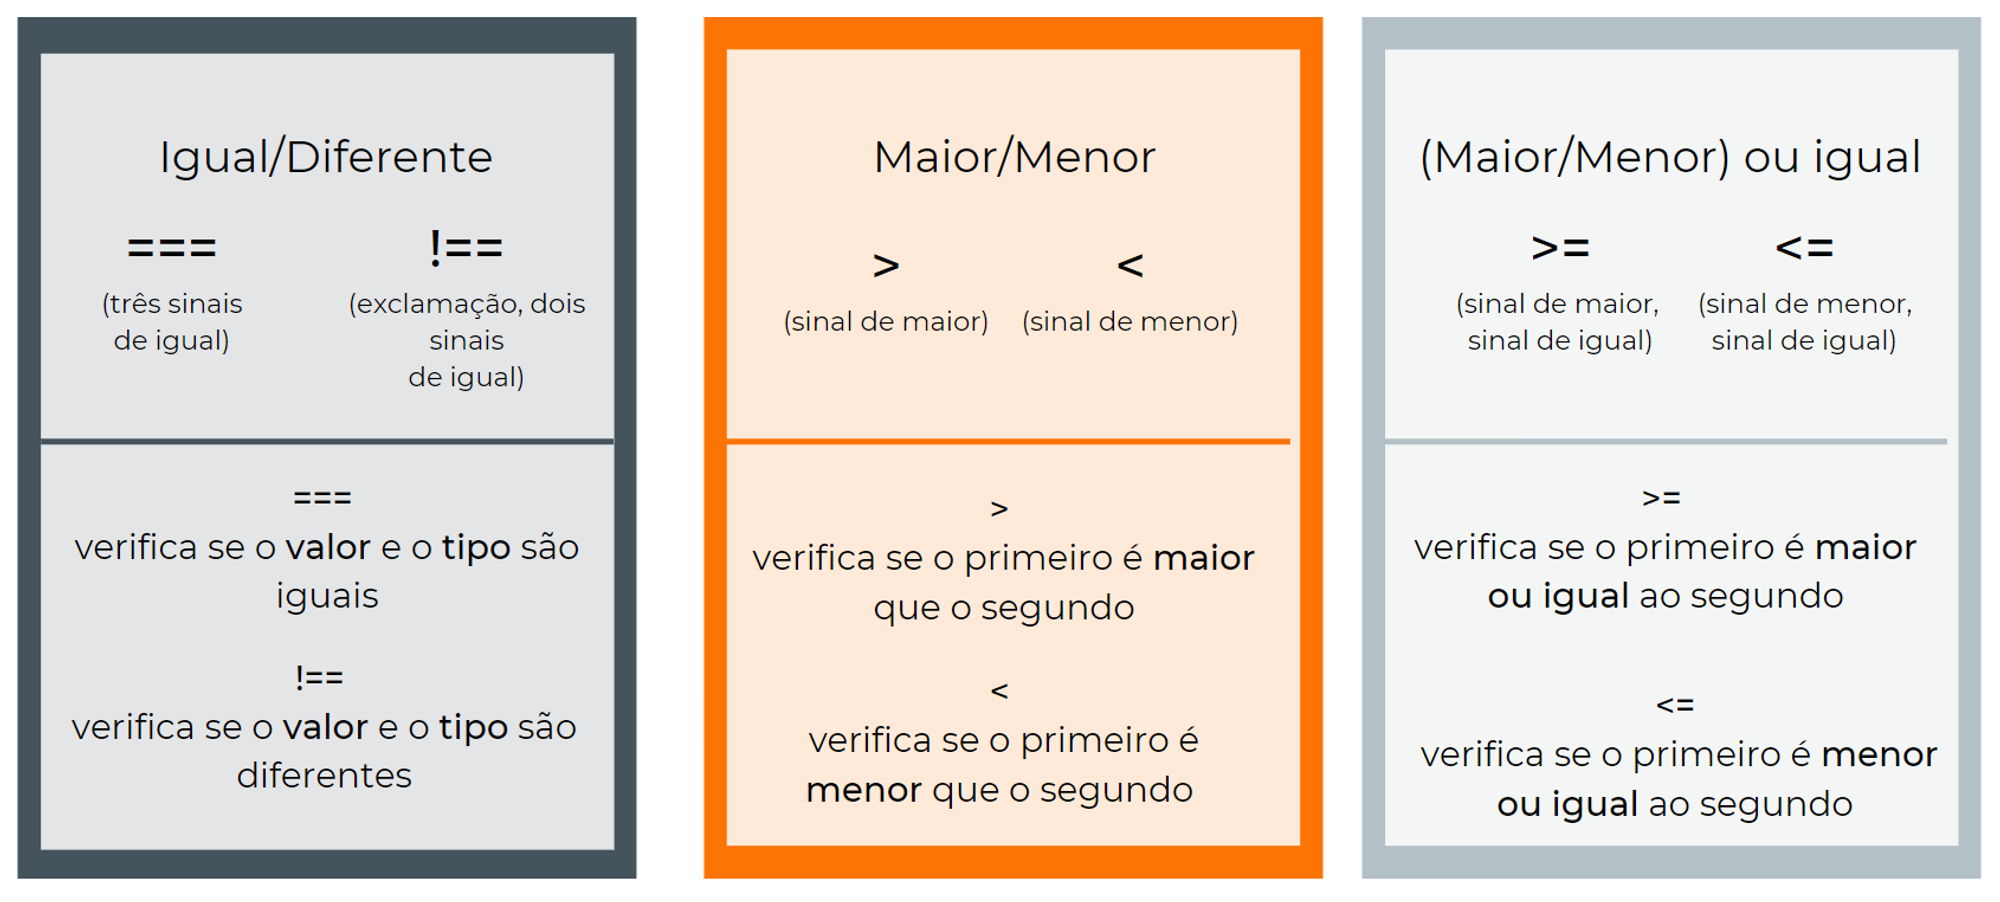 Igual/Diferente
===
(três sinais
de igual)
!==
(exclamação, dois
sinais
de igual)
===
verifica se o valor e o tipo são
iguais
!==
verifica se o valor e o tipo são
diferentes
Maior/Menor
>
(sinal de maior)
<
(sinal de menor)
>
verifica se o primeiro é maior
que o segundo
<
verifica se o primeiro é
menor que o segundo
(Maior/Menor) ou igual
>=
(sinal de maior,
sinal de igual)
<=
(sinal de menor,
sinal de igual)
>=
verifica se o primeiro é maior
ou igual ao segundo
<=
verifica se o primeiro é menor
ou igual ao segundo